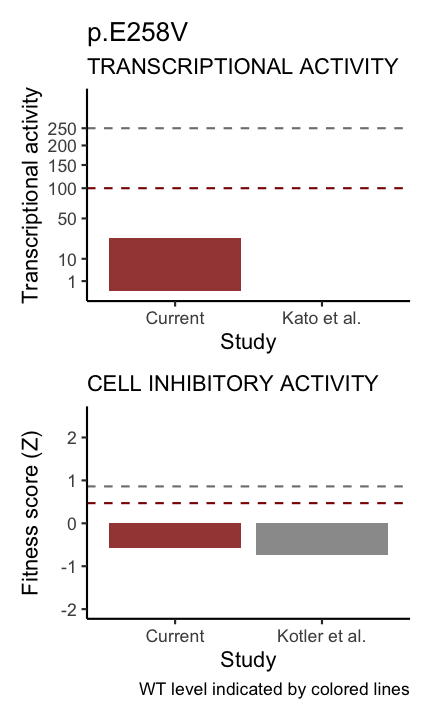 p.E258V
TRANSCRIPTIONAL ACTIVITY
Transcriptional activity
250
200
150
100
50
10
1
Current
Kato et al.
Study
CELL INHIBITORY ACTIVITY
Fitness score (Z)
2
1
0
-1
-2
Current
Kotler et al.
Study
WT level indicated by colored lines